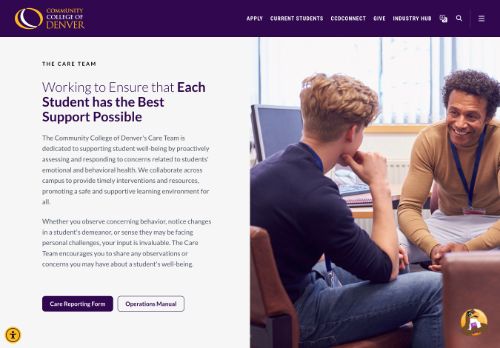 COMMUNITY
COLLEGE OF
DENVER
APPLY CURRENT STUDENTS CCDCONNECT GIVE INDUSTRY HUB
THE CARE TEAM
Working to Ensure that Each
Student has the Best
Support Possible
The Community College of Denver's Care Team is
dedicated to supporting student well-being by proactively
assessing and responding to concerns related to students'
emotional and behavioral health. We collaborate across
campus to provide timely interventions and resources,
promoting a safe and supportive learning environment for
all.
Whether you observe concerning behavior, notice changes
in a student's demeanor, or sense they may be facing
personal challenges, your input is invaluable. The Care
Team encourages you to share any observations or
concerns you may have about a student's well-being.
Care Reporting Form Operations Manual